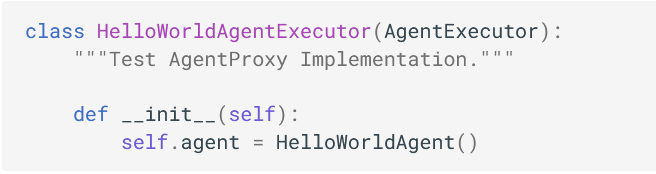 class HelloWorldAgentExecutor(AgentExecutor):
    """Test AgentProxy Implementation."""

    def __init__(self):
        self.agent = HelloWorldAgent()